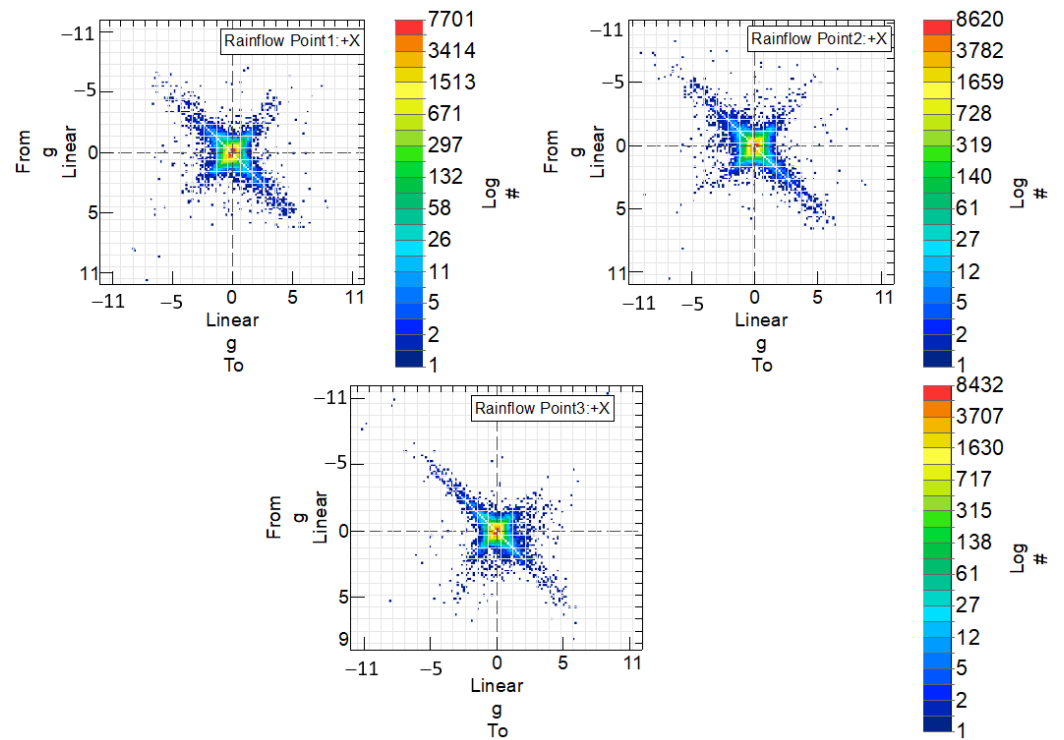 Rainflow Point1:+X
From
g
Linear
−11
−5
0
5
11
−11 −5 0 5 11
Linear
g
To
7701
3414
1513
671
297
132
58
26
11
5
2
1
Log
#
Rainflow Point2:+X
From
g
Linear
−11
−5
0
5
11
−11 −5 0 5 11
Linear
g
To
8620
3782
1659
728
319
140
61
27
12
5
2
1
Log
#
Rainflow Point3:+X
From
g
Linear
−11
−5
0
5
9
−11 −5 0 5 11
Linear
g
To
8432
3707
1630
717
315
138
61
27
12
5
2
1
Log
#